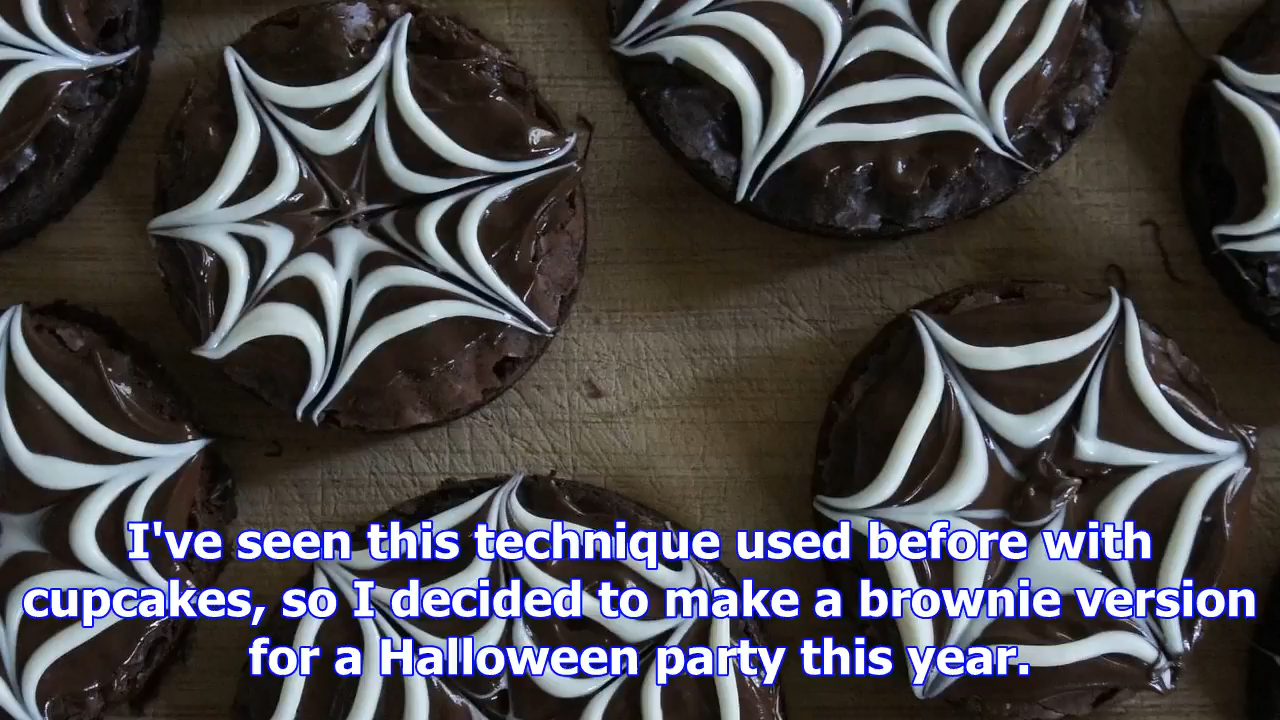 I've seen this technique used before with
cupcakes, so I decided to make a brownie version
for a Halloween party this year.